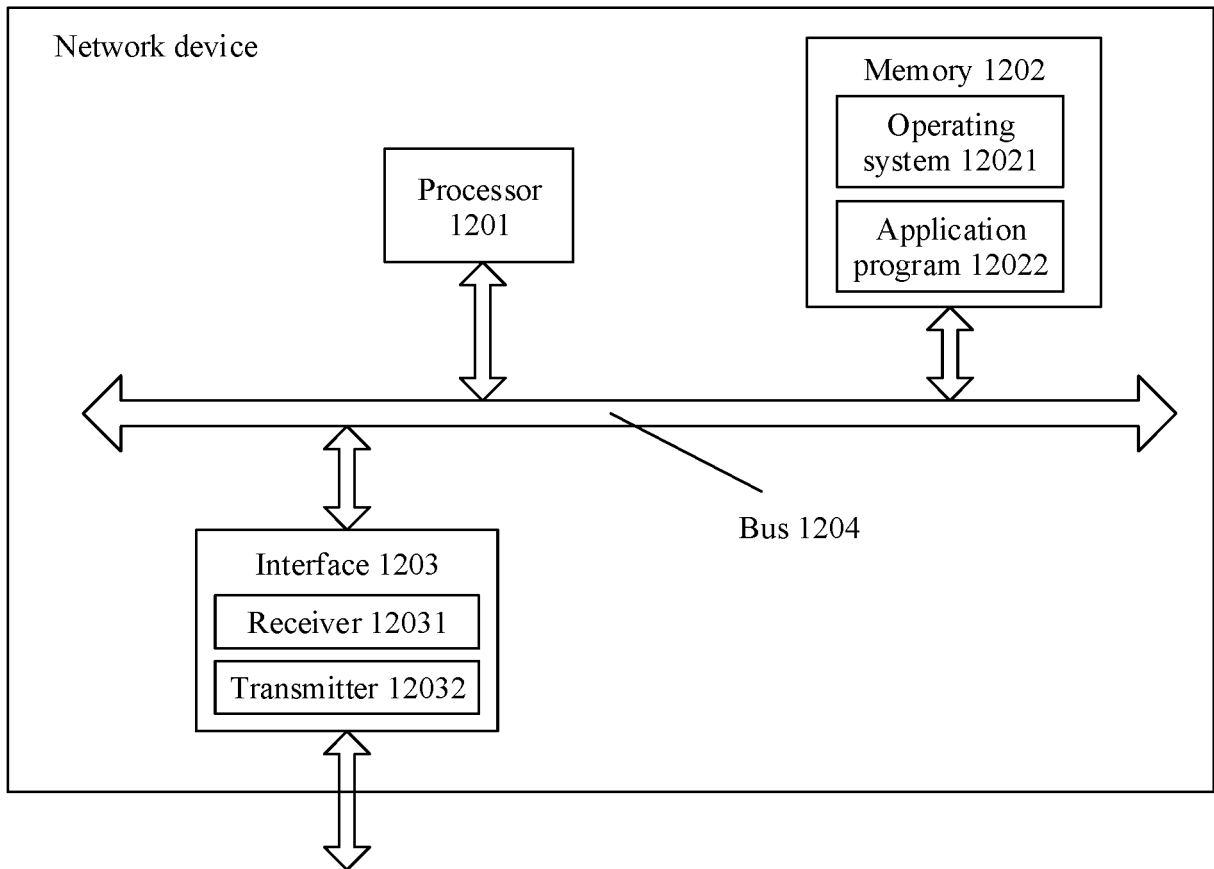 Network device
Memory 1202
Operating
system 12021
Application
program 12022
Processor
1201
Bus 1204
Interface 1203
Receiver 12031
Transmitter 12032